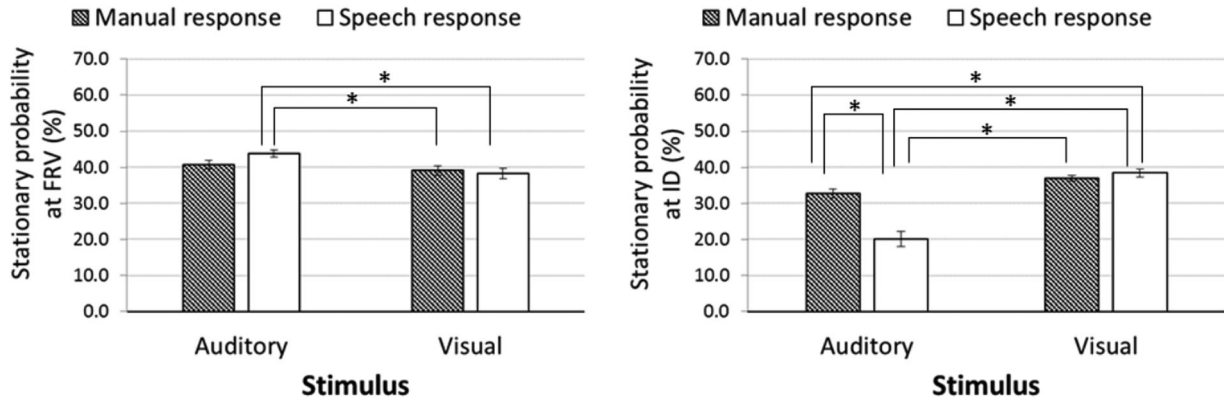 Manual response Speech response
Stationary probability
at FRV (%)
70.0
60.0
50.0
40.0
30.0
20.0
10.0
0.0
*
*
Auditory Visual
Stimulus
Manual response Speech response
Stationary probability
at ID (%)
70.0
60.0
50.0
40.0
30.0
20.0
10.0
0.0
*
*
*
*
Auditory Visual
Stimulus